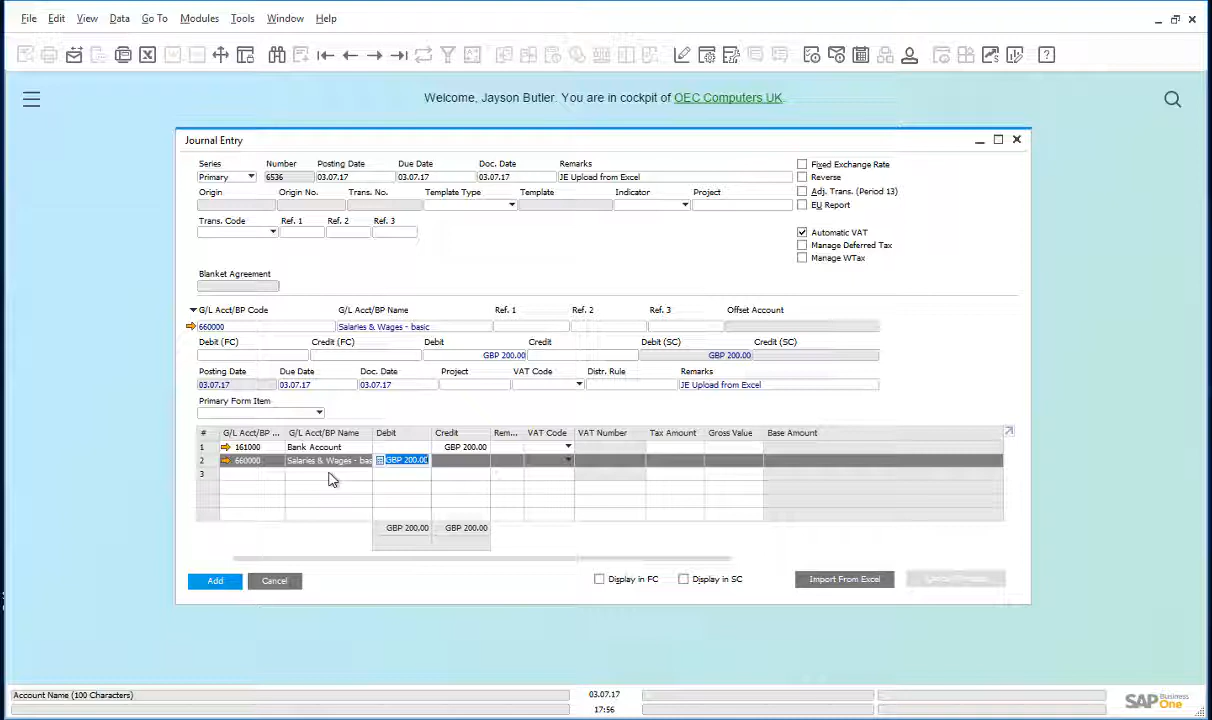 File Edit View Data Go To Modules Tools Window Help
Welcome, Jayson Butler. You are in cockpit of OEC Computers UK.
Journal Entry
Series Number Posting Date Due Date Doc. Date Remarks
Primary 6536 03.07.17 03.07.17 03.07.17 JE Upload from Excel
Origin Origin No. Trans. No. Template Type Template Indicator Project
Trans. Code Ref. 1 Ref. 2 Ref. 3
Fixed Exchange Rate
Reverse
Adj. Trans. (Period 13)
EU Report
Automatic VAT
Manage Deferred Tax
Manage WTax
Blanket Agreement
G/L Acct/BP Code G/L Acct/BP Name Ref. 1 Ref. 2 Ref. 3 Offset Account
660000 Salaries & Wages - basic
Debit (FC) Credit (FC) Debit Credit Debit (SC) Credit (SC)
GBP 200.00 GBP 200.00
Posting Date Due Date Doc. Date Project VAT Code Distr. Rule Remarks
03.07.17 03.07.17 03.07.17 JE Upload from Excel
Primary Form Item
# G/L Acct/BP ... G/L Acct/BP Name Debit Credit Rem... VAT Code VAT Number Tax Amount Gross Value Base Amount
1 161000 Bank Account GBP 200.00
2 660000 Salaries & Wages - bas GBP 200.00
3
GBP 200.00 GBP 200.00
Add Cancel Display in FC Display in SC Import From Excel
Account Name (100 Characters) 03.07.17
17:56
SAP Business One